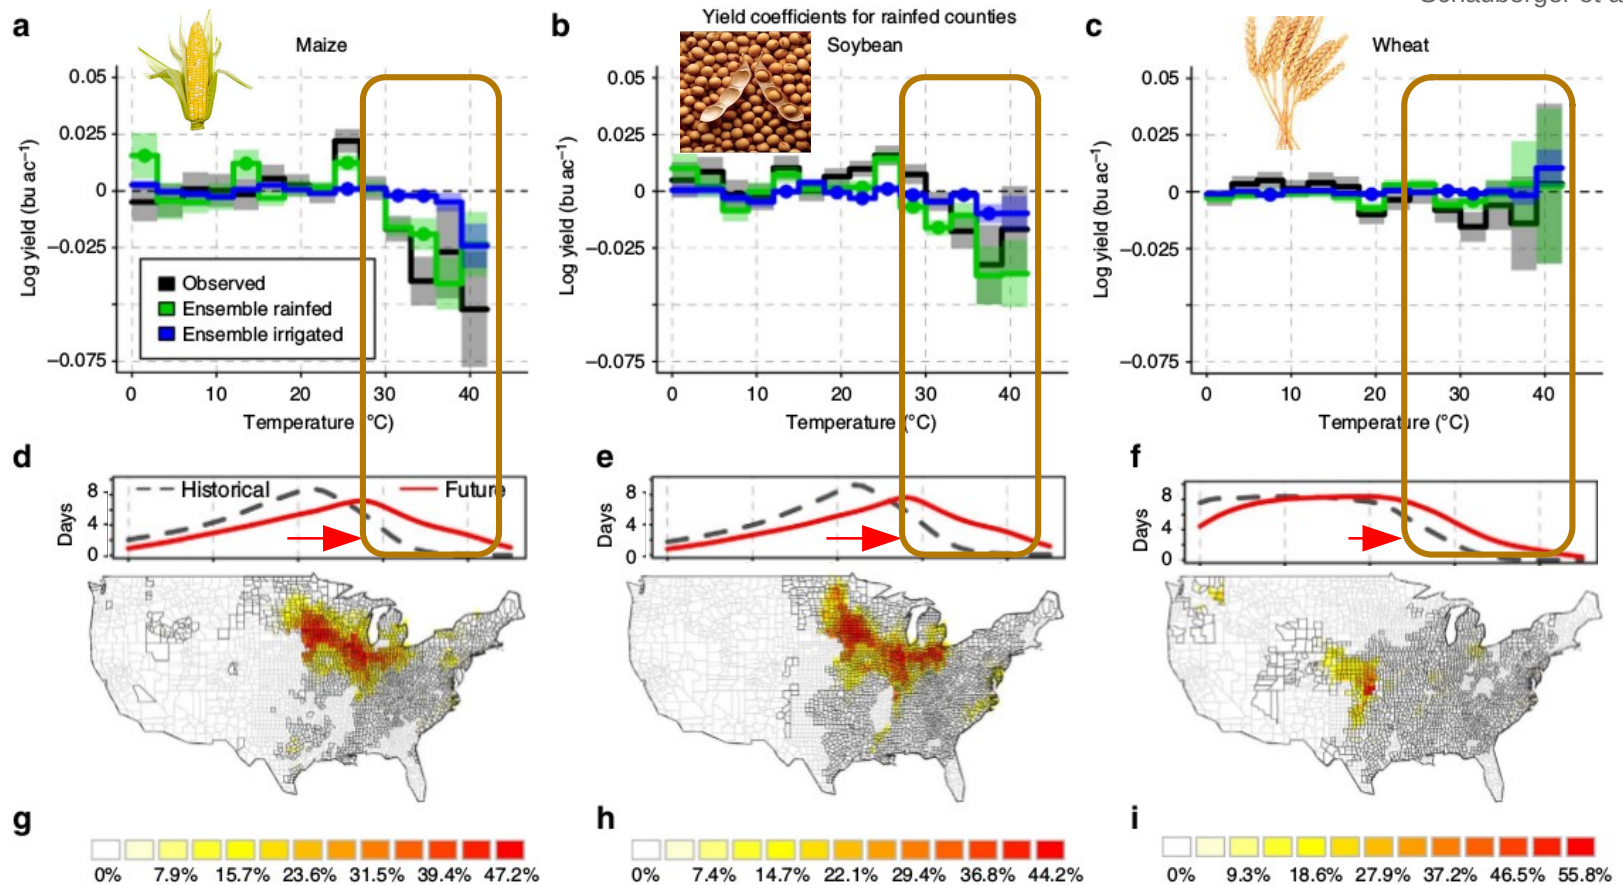 Schauberger et a
a
b
Yield coefficients for rainfed counties
c
Maize
Soybean
Wheat
0.05
0.025
0
−0.025
−0.075
Log yield (bu ac−1)
Observed
Ensemble rainfed
Ensemble irrigated
0 10 20 30 40
Temperature (°C)
0.05
0.025
0
−0.025
−0.075
Log yield (bu ac−1)
0 10 20 30 40
Temperature (°C)
0.05
0.025
0
−0.025
−0.075
Log yield (bu ac−1)
0 10 20 30 40
Temperature (°C)
d
e
f
8
4
0
Days
Historical
Future
8
4
0
Days
8
4
0
Days
g
h
i
0% 7.9% 15.7% 23.6% 31.5% 39.4% 47.2%
0% 7.4% 14.7% 22.1% 29.4% 36.8% 44.2%
0% 9.3% 18.6% 27.9% 37.2% 46.5% 55.8%